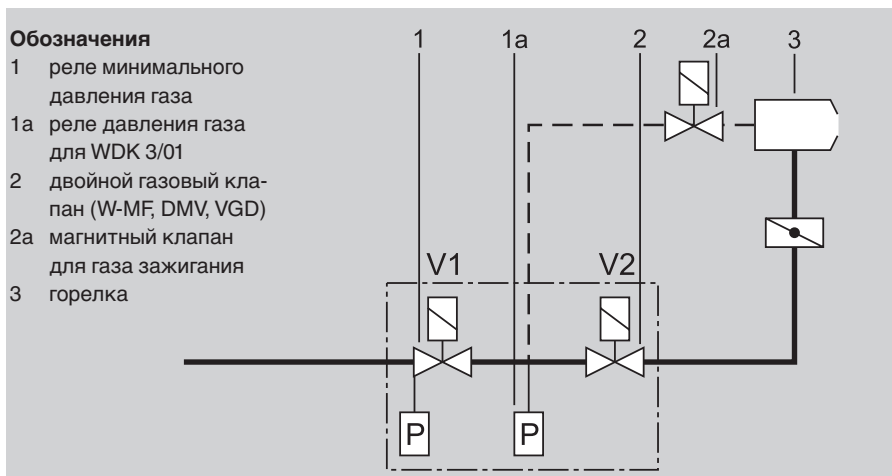 Обозначения
1 реле минимального
давления газа
1a реле давления газа
для WDK 3/01
2 двойной газовый кла-
пан (W-MF, DMV, VGD)
2a магнитный клапан
для газа зажигания
3 горелка
1 1a 2 2a 3
V1 V2
P P